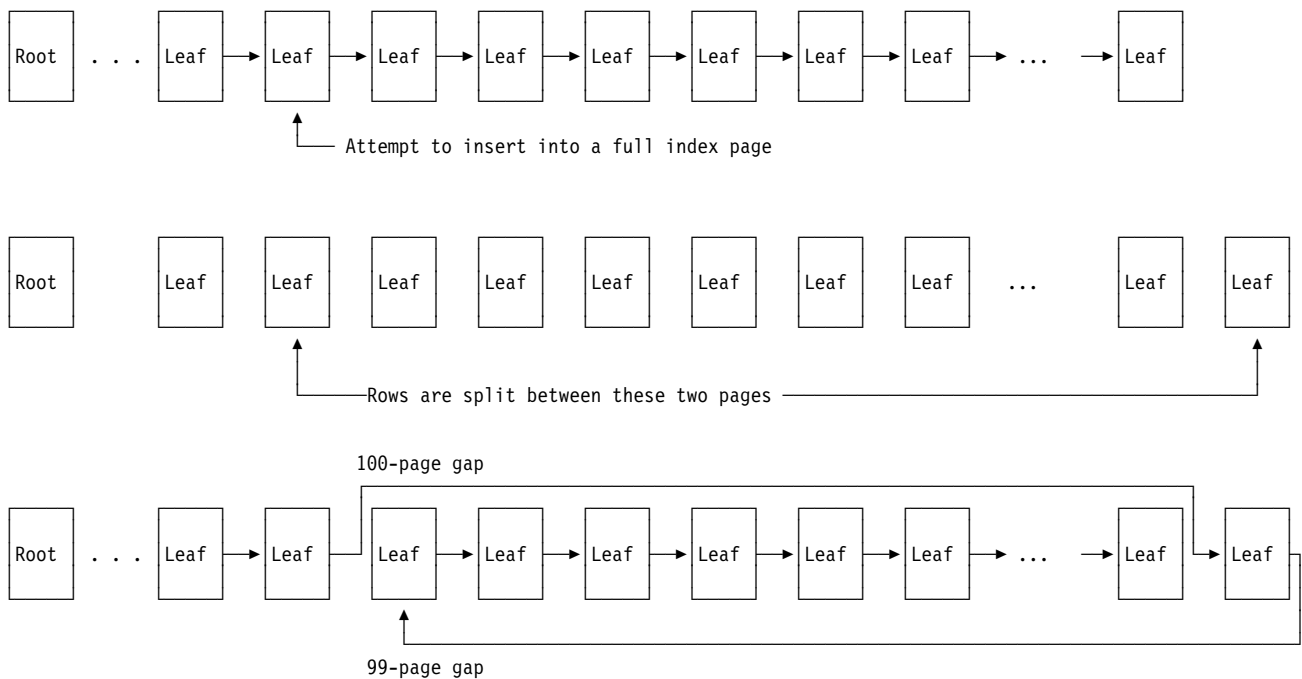 Root . . . Leaf Leaf Leaf Leaf Leaf Leaf Leaf Leaf ... Leaf
Attempt to insert into a full index page
Root Leaf Leaf Leaf Leaf Leaf Leaf Leaf Leaf ... Leaf Leaf
Rows are split between these two pages
100-page gap
Root . . . Leaf Leaf Leaf Leaf Leaf Leaf Leaf Leaf ... Leaf Leaf
99-page gap